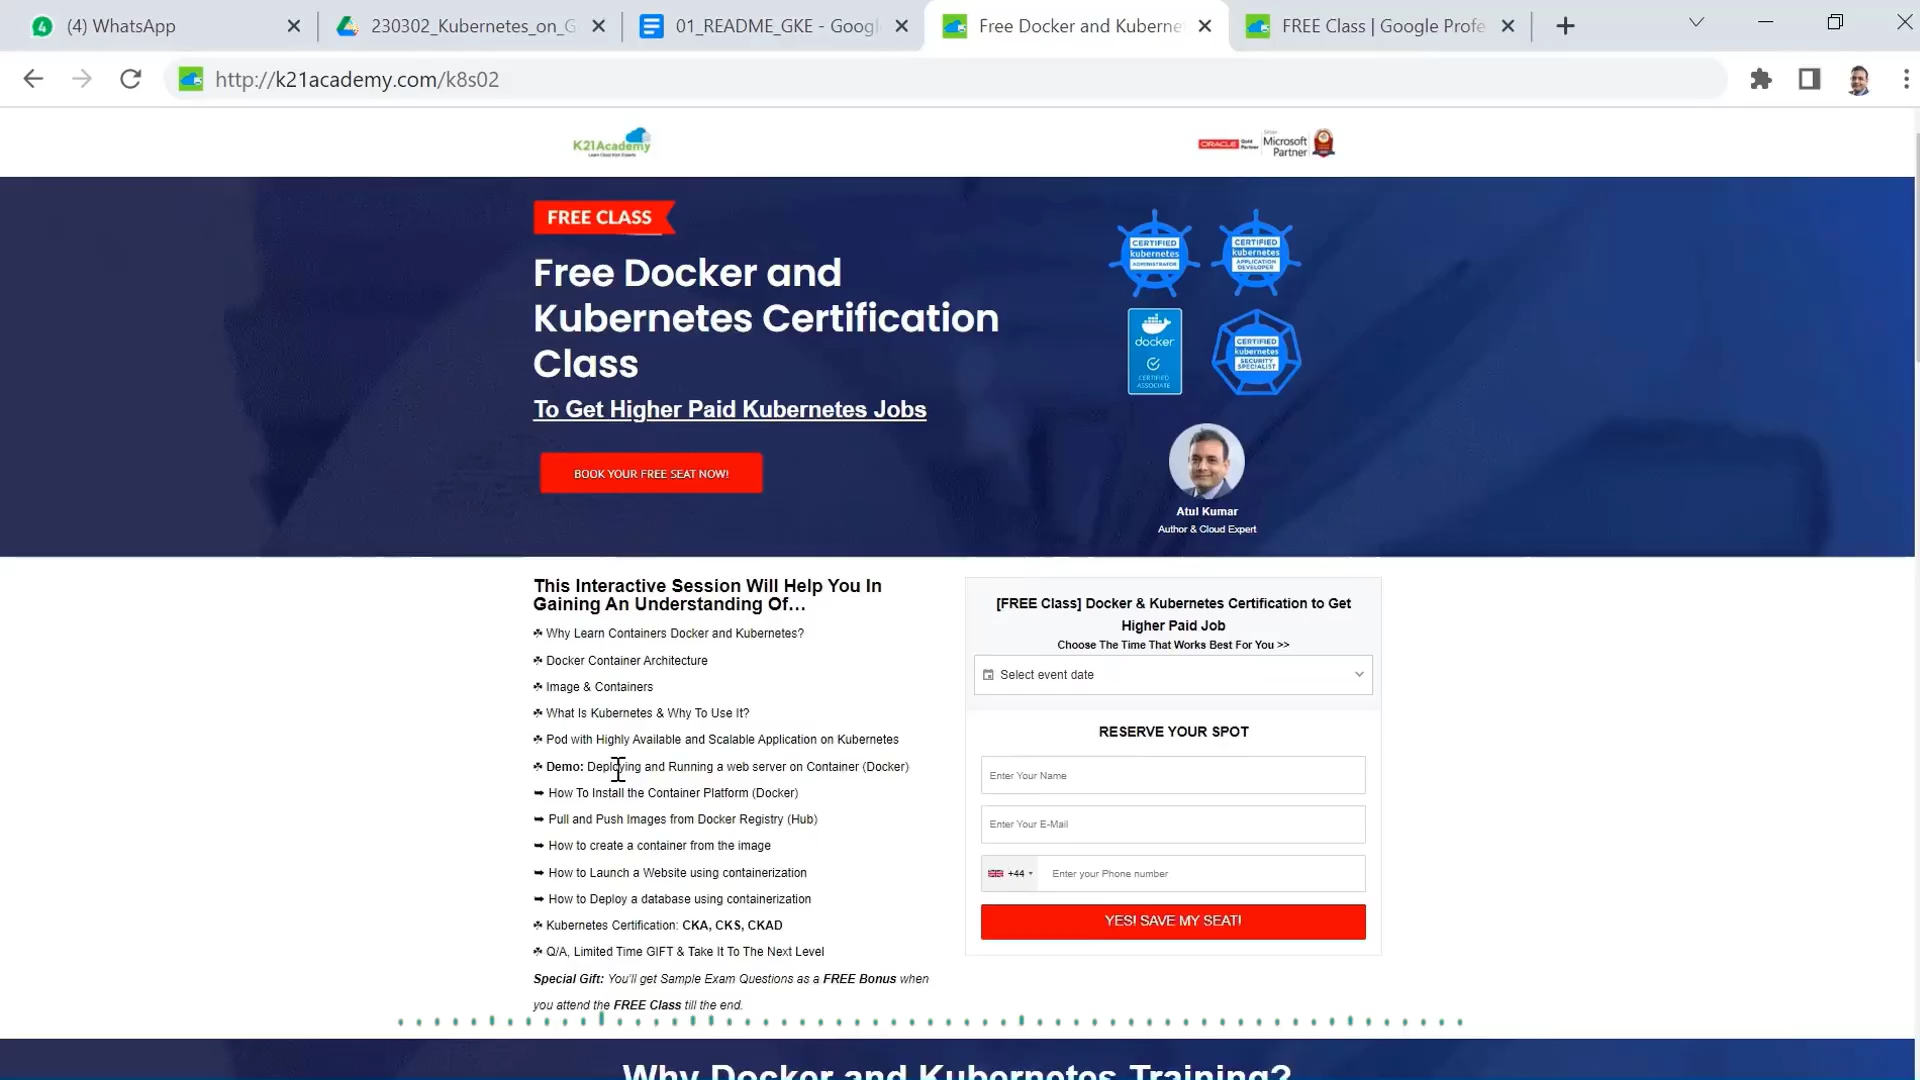 4
(4) WhatsApp
230302_Kubernetes_on_G
01_README_GKE - Googl
Free Docker and Kuberne
FREE Class | Google Profe
http://k21academy.com/k8s02
K21Academy
Learn Cloud from Experts
ORACLE Gold Partner
Silver Microsoft Partner
FREE CLASS
Free Docker and
Kubernetes Certification
Class
To Get Higher Paid Kubernetes Jobs
BOOK YOUR FREE SEAT NOW!
CERTIFIED kubernetes ADMINISTRATOR
CERTIFIED kubernetes APPLICATION DEVELOPER
docker CERTIFIED ASSOCIATE
CERTIFIED kubernetes SECURITY SPECIALIST
Atul Kumar
Author & Cloud Expert
This Interactive Session Will Help You In
Gaining An Understanding Of...
Why Learn Containers Docker and Kubernetes?
Docker Container Architecture
Image & Containers
What Is Kubernetes & Why To Use It?
Pod with Highly Available and Scalable Application on Kubernetes
Demo: Deploying and Running a web server on Container (Docker)
How To Install the Container Platform (Docker)
Pull and Push Images from Docker Registry (Hub)
How to create a container from the image
How to Launch a Website using containerization
How to Deploy a database using containerization
Kubernetes Certification: CKA, CKS, CKAD
Q/A, Limited Time GIFT & Take It To The Next Level
Special Gift: You'll get Sample Exam Questions as a FREE Bonus when
you attend the FREE Class till the end.
[FREE Class] Docker & Kubernetes Certification to Get
Higher Paid Job
Choose The Time That Works Best For You >>
Select event date
RESERVE YOUR SPOT
Enter Your Name
Enter Your E-Mail
+44
Enter your Phone number
YES! SAVE MY SEAT!
Why Docker and Kubernetes Training?